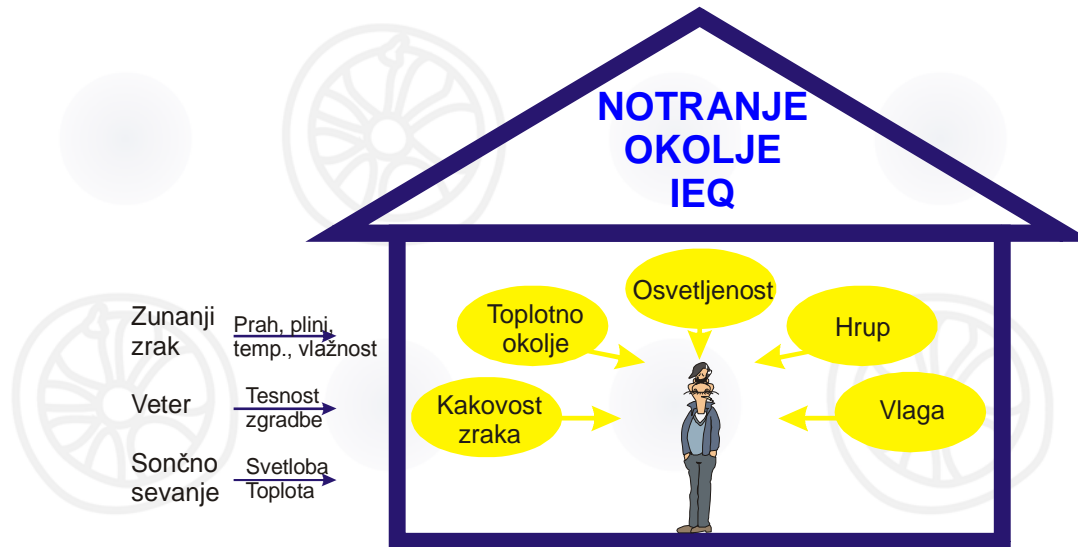 NOTRANJE
OKOLJE
IEQ
Osvetljenost
Toplotno
okolje
Hrup
Kakovost
zraka
Vlaga
Zunanji
zrak
Prah, plini,
temp., vlažnost
Veter
Tesnost
zgradbe
Sončno
sevanje
Svetloba
Toplota